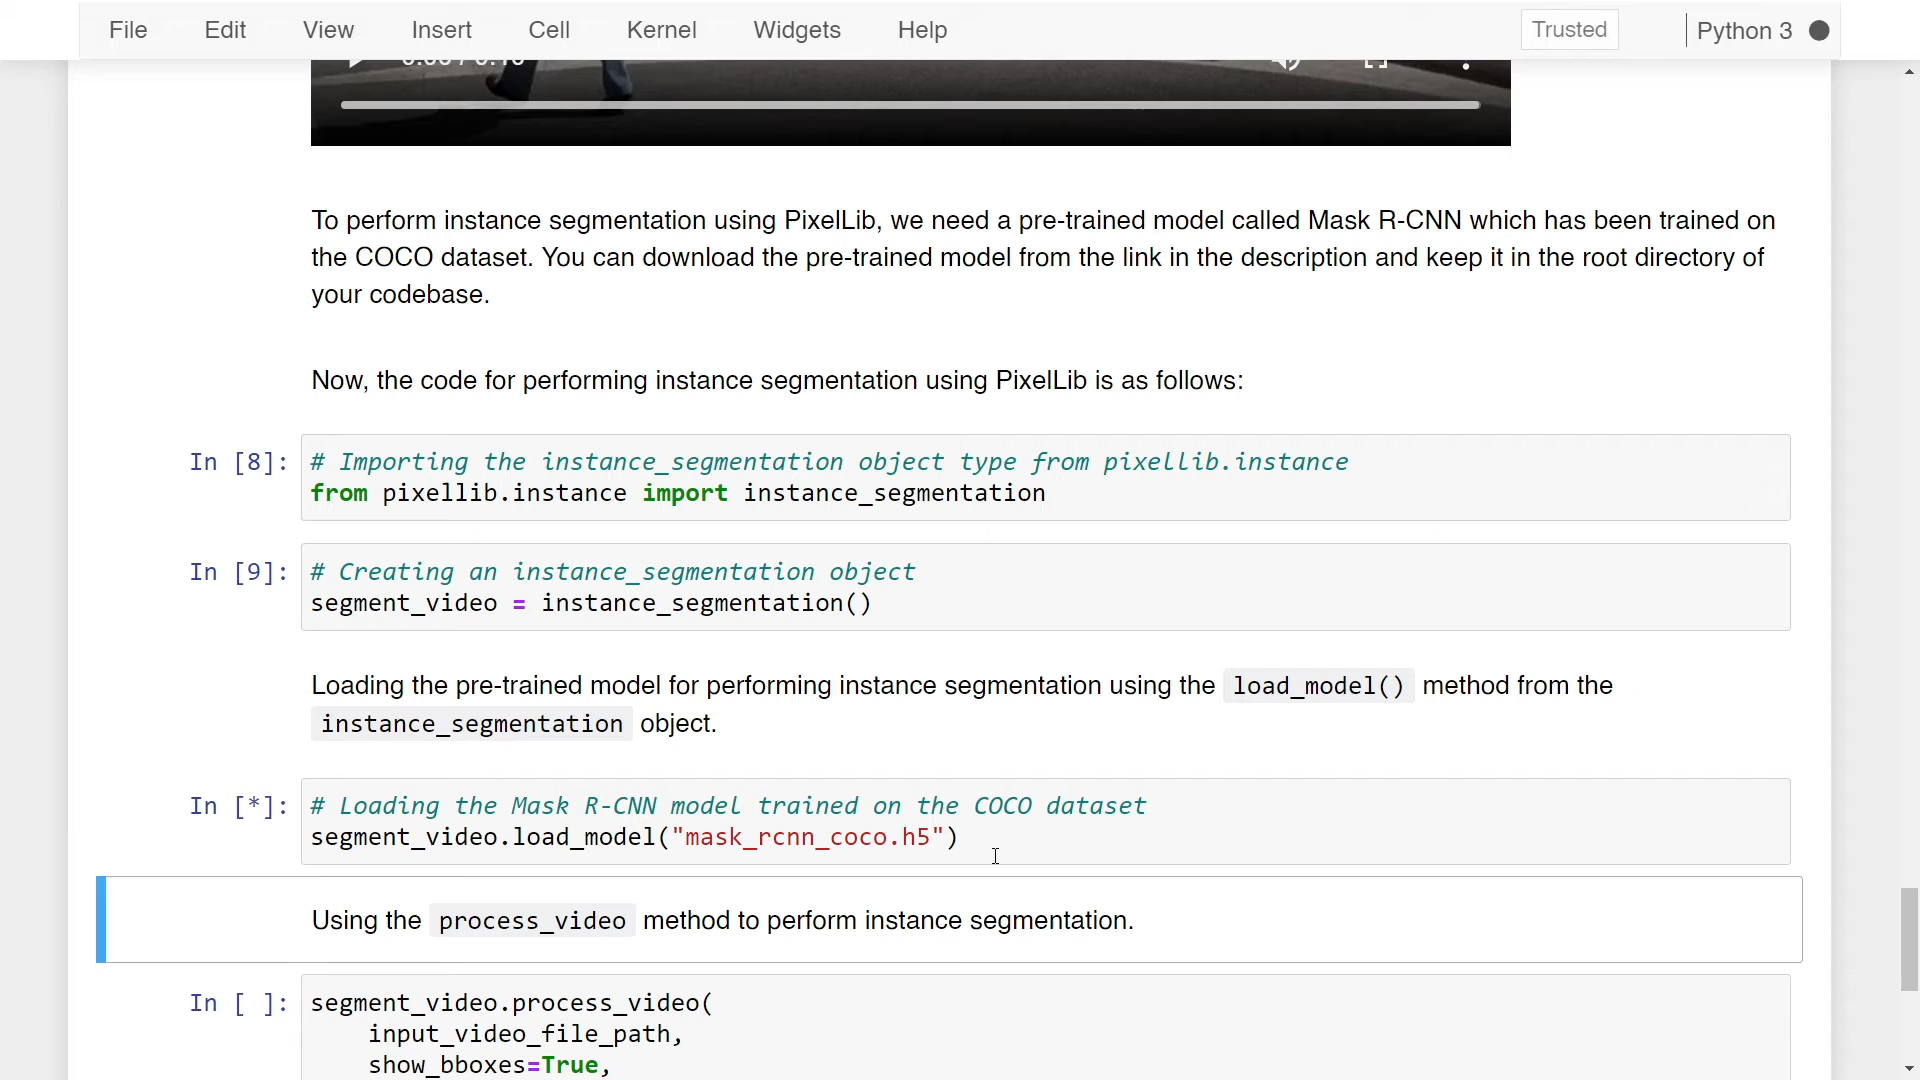 File Edit View Insert Cell Kernel Widgets Help Trusted Python 3
To perform instance segmentation using PixelLib, we need a pre-trained model called Mask R-CNN which has been trained on
the COCO dataset. You can download the pre-trained model from the link in the description and keep it in the root directory of
your codebase.
Now, the code for performing instance segmentation using PixelLib is as follows:
In [8]: # Importing the instance_segmentation object type from pixellib.instance
from pixellib.instance import instance_segmentation
In [9]: # Creating an instance_segmentation object
segment_video = instance_segmentation()
Loading the pre-trained model for performing instance segmentation using the load_model() method from the
instance_segmentation object.
In [*]: # Loading the Mask R-CNN model trained on the COCO dataset
segment_video.load_model("mask_rcnn_coco.h5")
Using the process_video method to perform instance segmentation.
In [ ]: segment_video.process_video(
input_video_file_path,
show_bboxes=True,